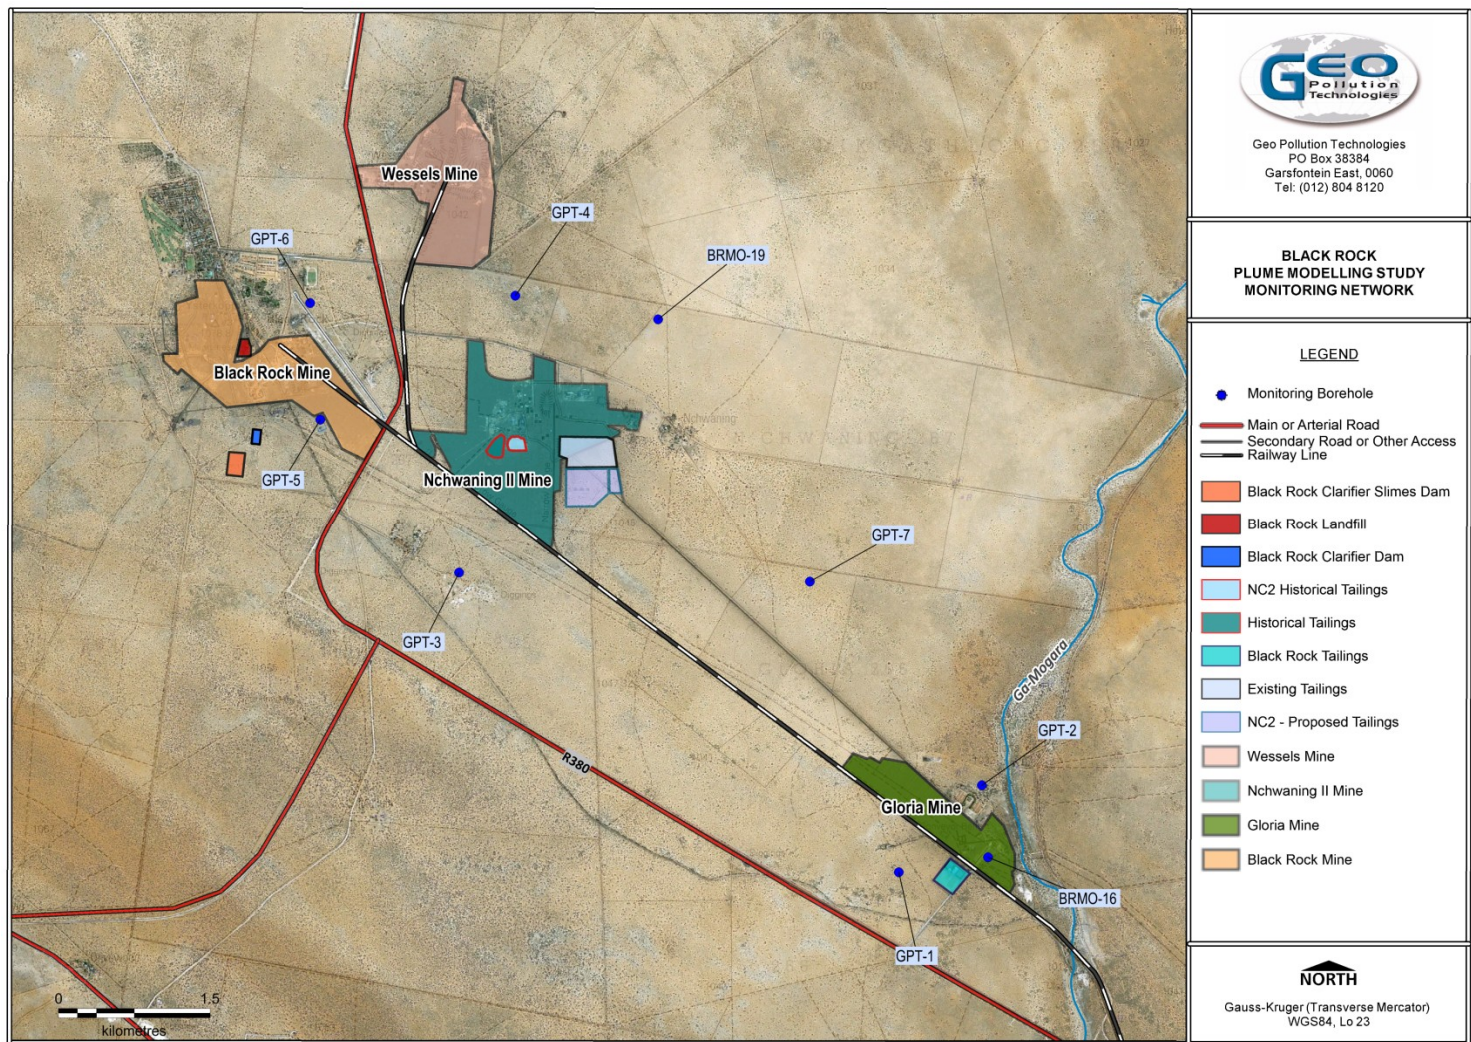 Wessels Mine
GPT-4
GPT-6
BRMO-19
Black Rock Mine
Nchwaning
Nchwaning II Mine
GPT-5
GPT-7
GPT-3
Ga-Mogara
GPT-2
R380
Gloria Mine
BRMO-16
GPT-1
0 1.5
kilometres
GEO
Pollution
Technologies
Geo Pollution Technologies
PO Box 38384
Garsfontein East, 0060
Tel: (012) 804 8120
BLACK ROCK
PLUME MODELLING STUDY
MONITORING NETWORK
LEGEND
Monitoring Borehole
Main or Arterial Road
Secondary Road or Other Access
Railway Line
Black Rock Clarifier Slimes Dam
Black Rock Landfill
Black Rock Clarifier Dam
NC2 Historical Tailings
Historical Tailings
Black Rock Tailings
Existing Tailings
NC2 - Proposed Tailings
Wessels Mine
Nchwaning II Mine
Gloria Mine
Black Rock Mine
NORTH
Gauss-Kruger (Transverse Mercator)
WGS84, Lo 23